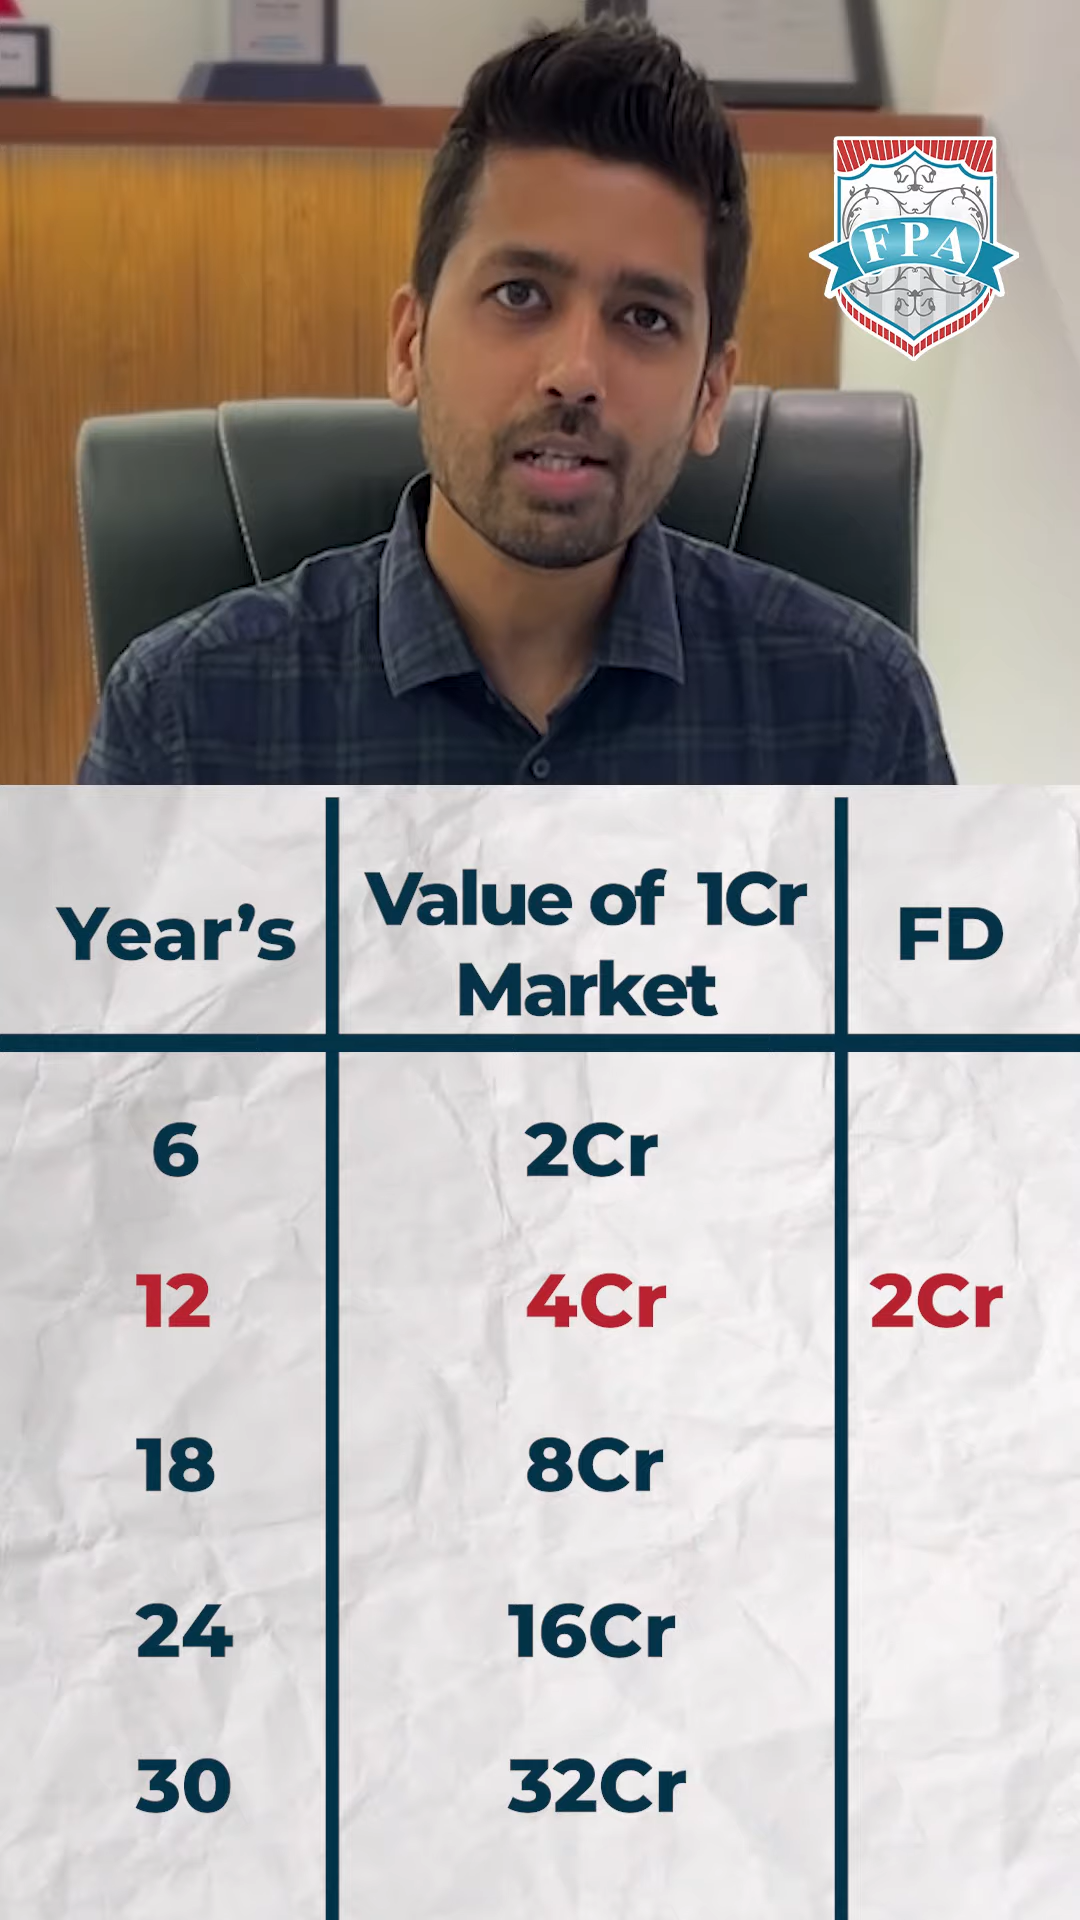 FPA
Year's
Value of 1Cr
Market
FD
6 2Cr
12 4Cr 2Cr
18 8Cr
24 16Cr
30 32Cr